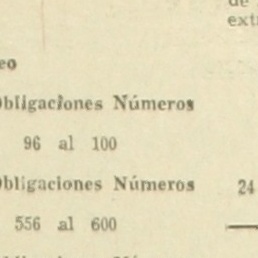 de
ext
eo
bligaciones Números
96 al 100
bligaciones Números
24
556 al 600